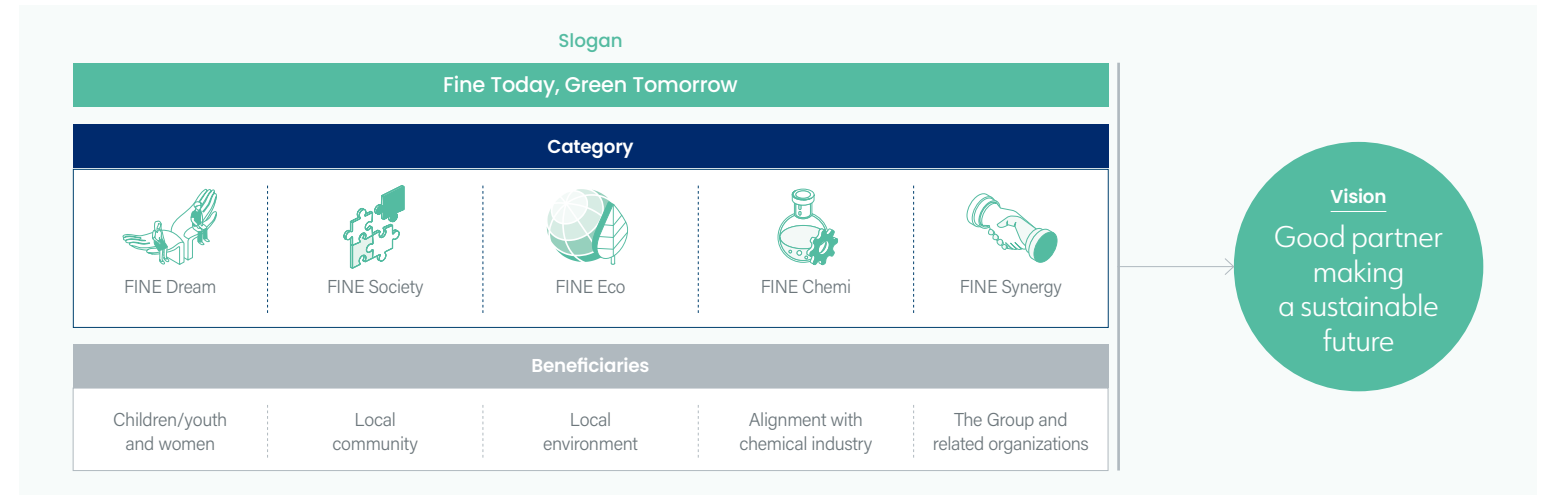 Slogan
Fine Today, Green Tomorrow
Category
FINE Dream
FINE Society
FINE Eco
FINE Chemi
FINE Synergy
Beneficiaries
Children/youth
and women
Local
community
Local
environment
Alignment with
chemical industry
The Group and
related organizations
Vision
Good partner
making
a sustainable
future